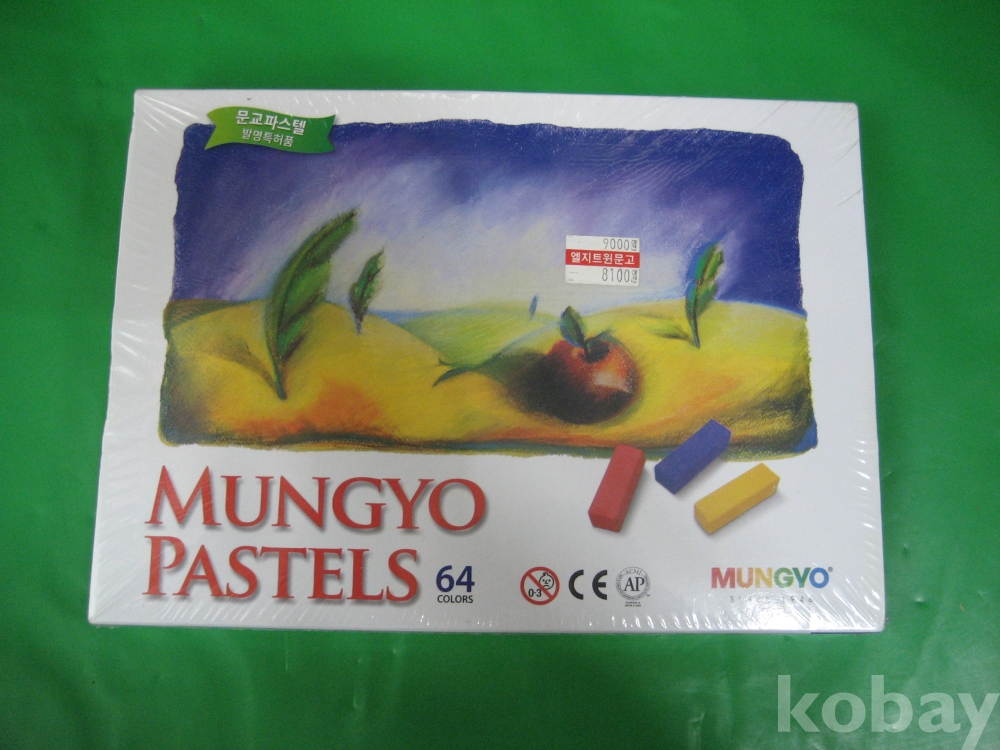 문교파스텔
발명특허품
9000원
엘지트윈문고
8100원
MUNGYO
PASTELS
64
COLORS
0-3
CE
ACMI
AP
MUNGYO®
kobay